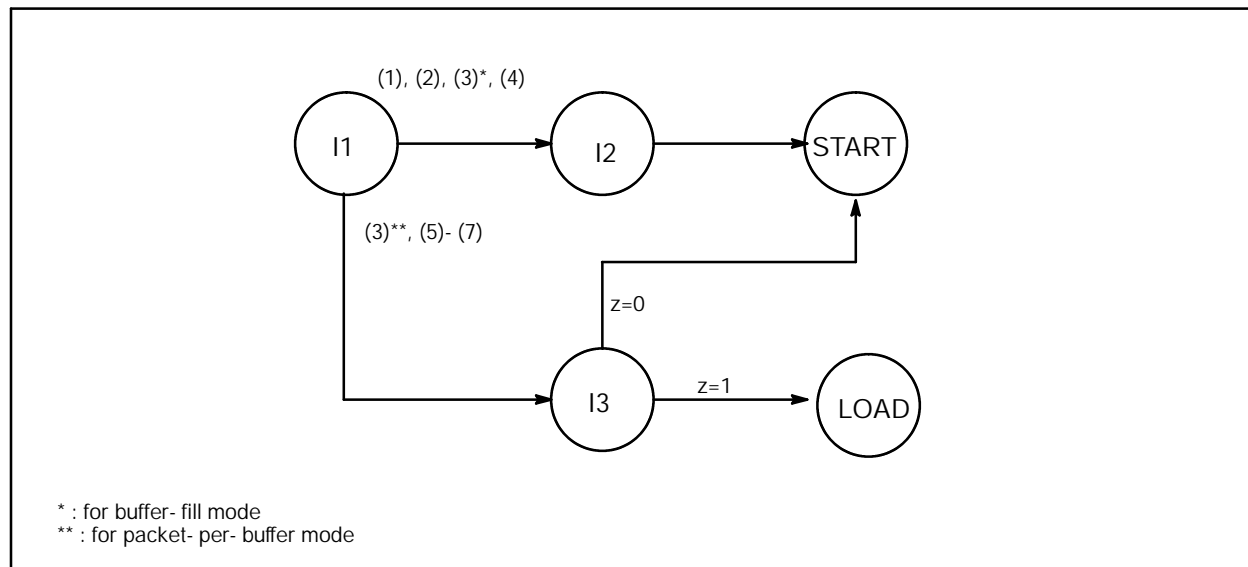 (1), (2), (3)*, (4)
I1
I2
START
(3)**, (5)- (7)
z=0
I3
z=1
LOAD
* : for buffer- fill mode
** : for packet- per- buffer mode